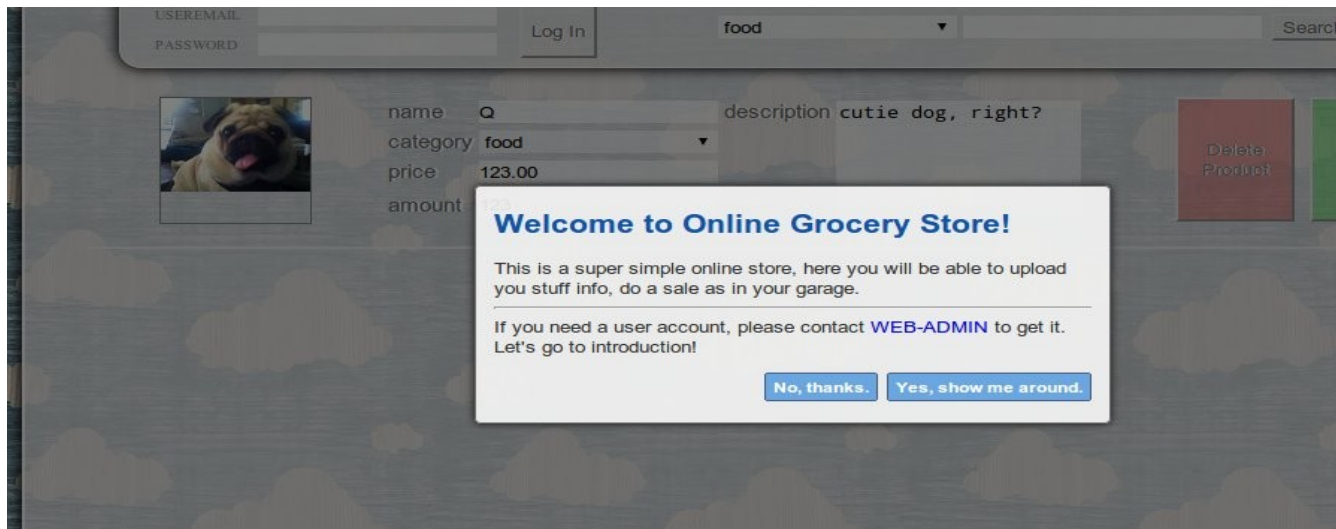 USEREMAIL
PASSWORD
Log In
food
Search
name Q
description cutie dog, right?
category food
price 123.00
amount 123
Delete Product
Welcome to Online Grocery Store!
This is a super simple online store, here you will be able to upload
you stuff info, do a sale as in your garage.
If you need a user account, please contact WEB-ADMIN to get it.
Let's go to introduction!
No, thanks.
Yes, show me around.